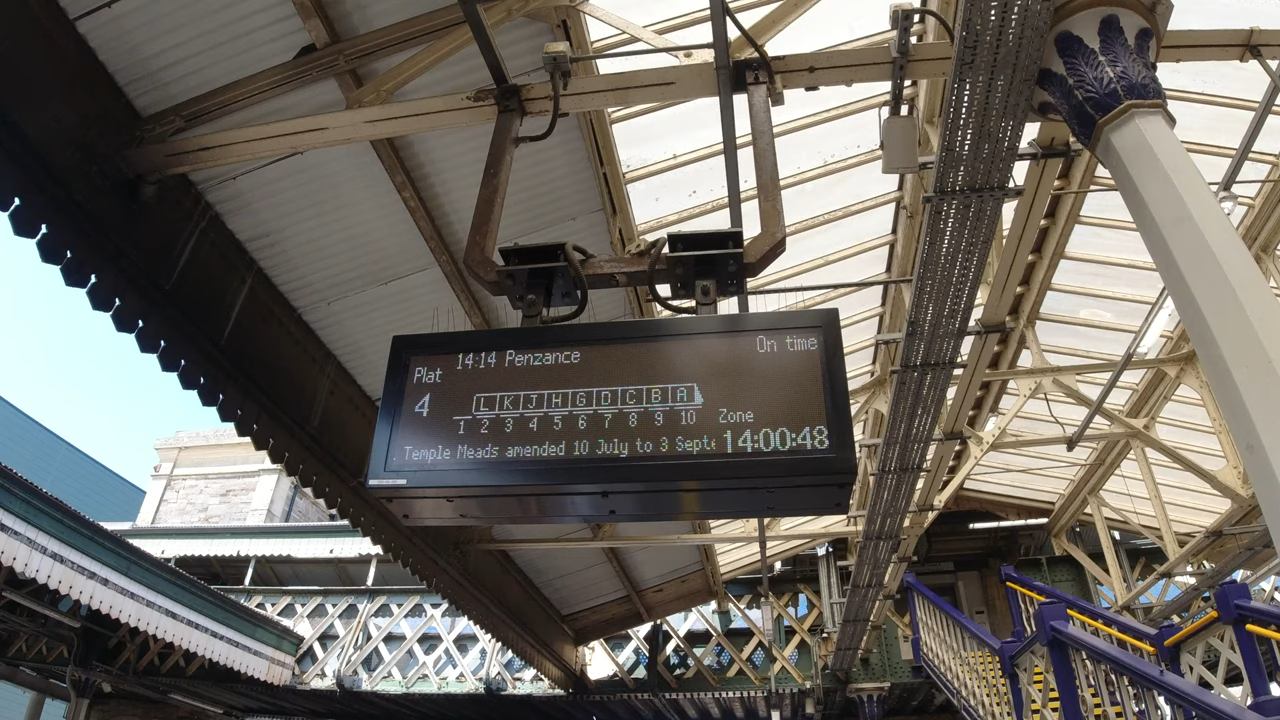 14:14 Penzance On time
Plat
4
L K J H G D C B A
1 2 3 4 5 6 7 8 9 10 Zone
. Temple Meads amended 10 July to 3 Septe 14:00:48